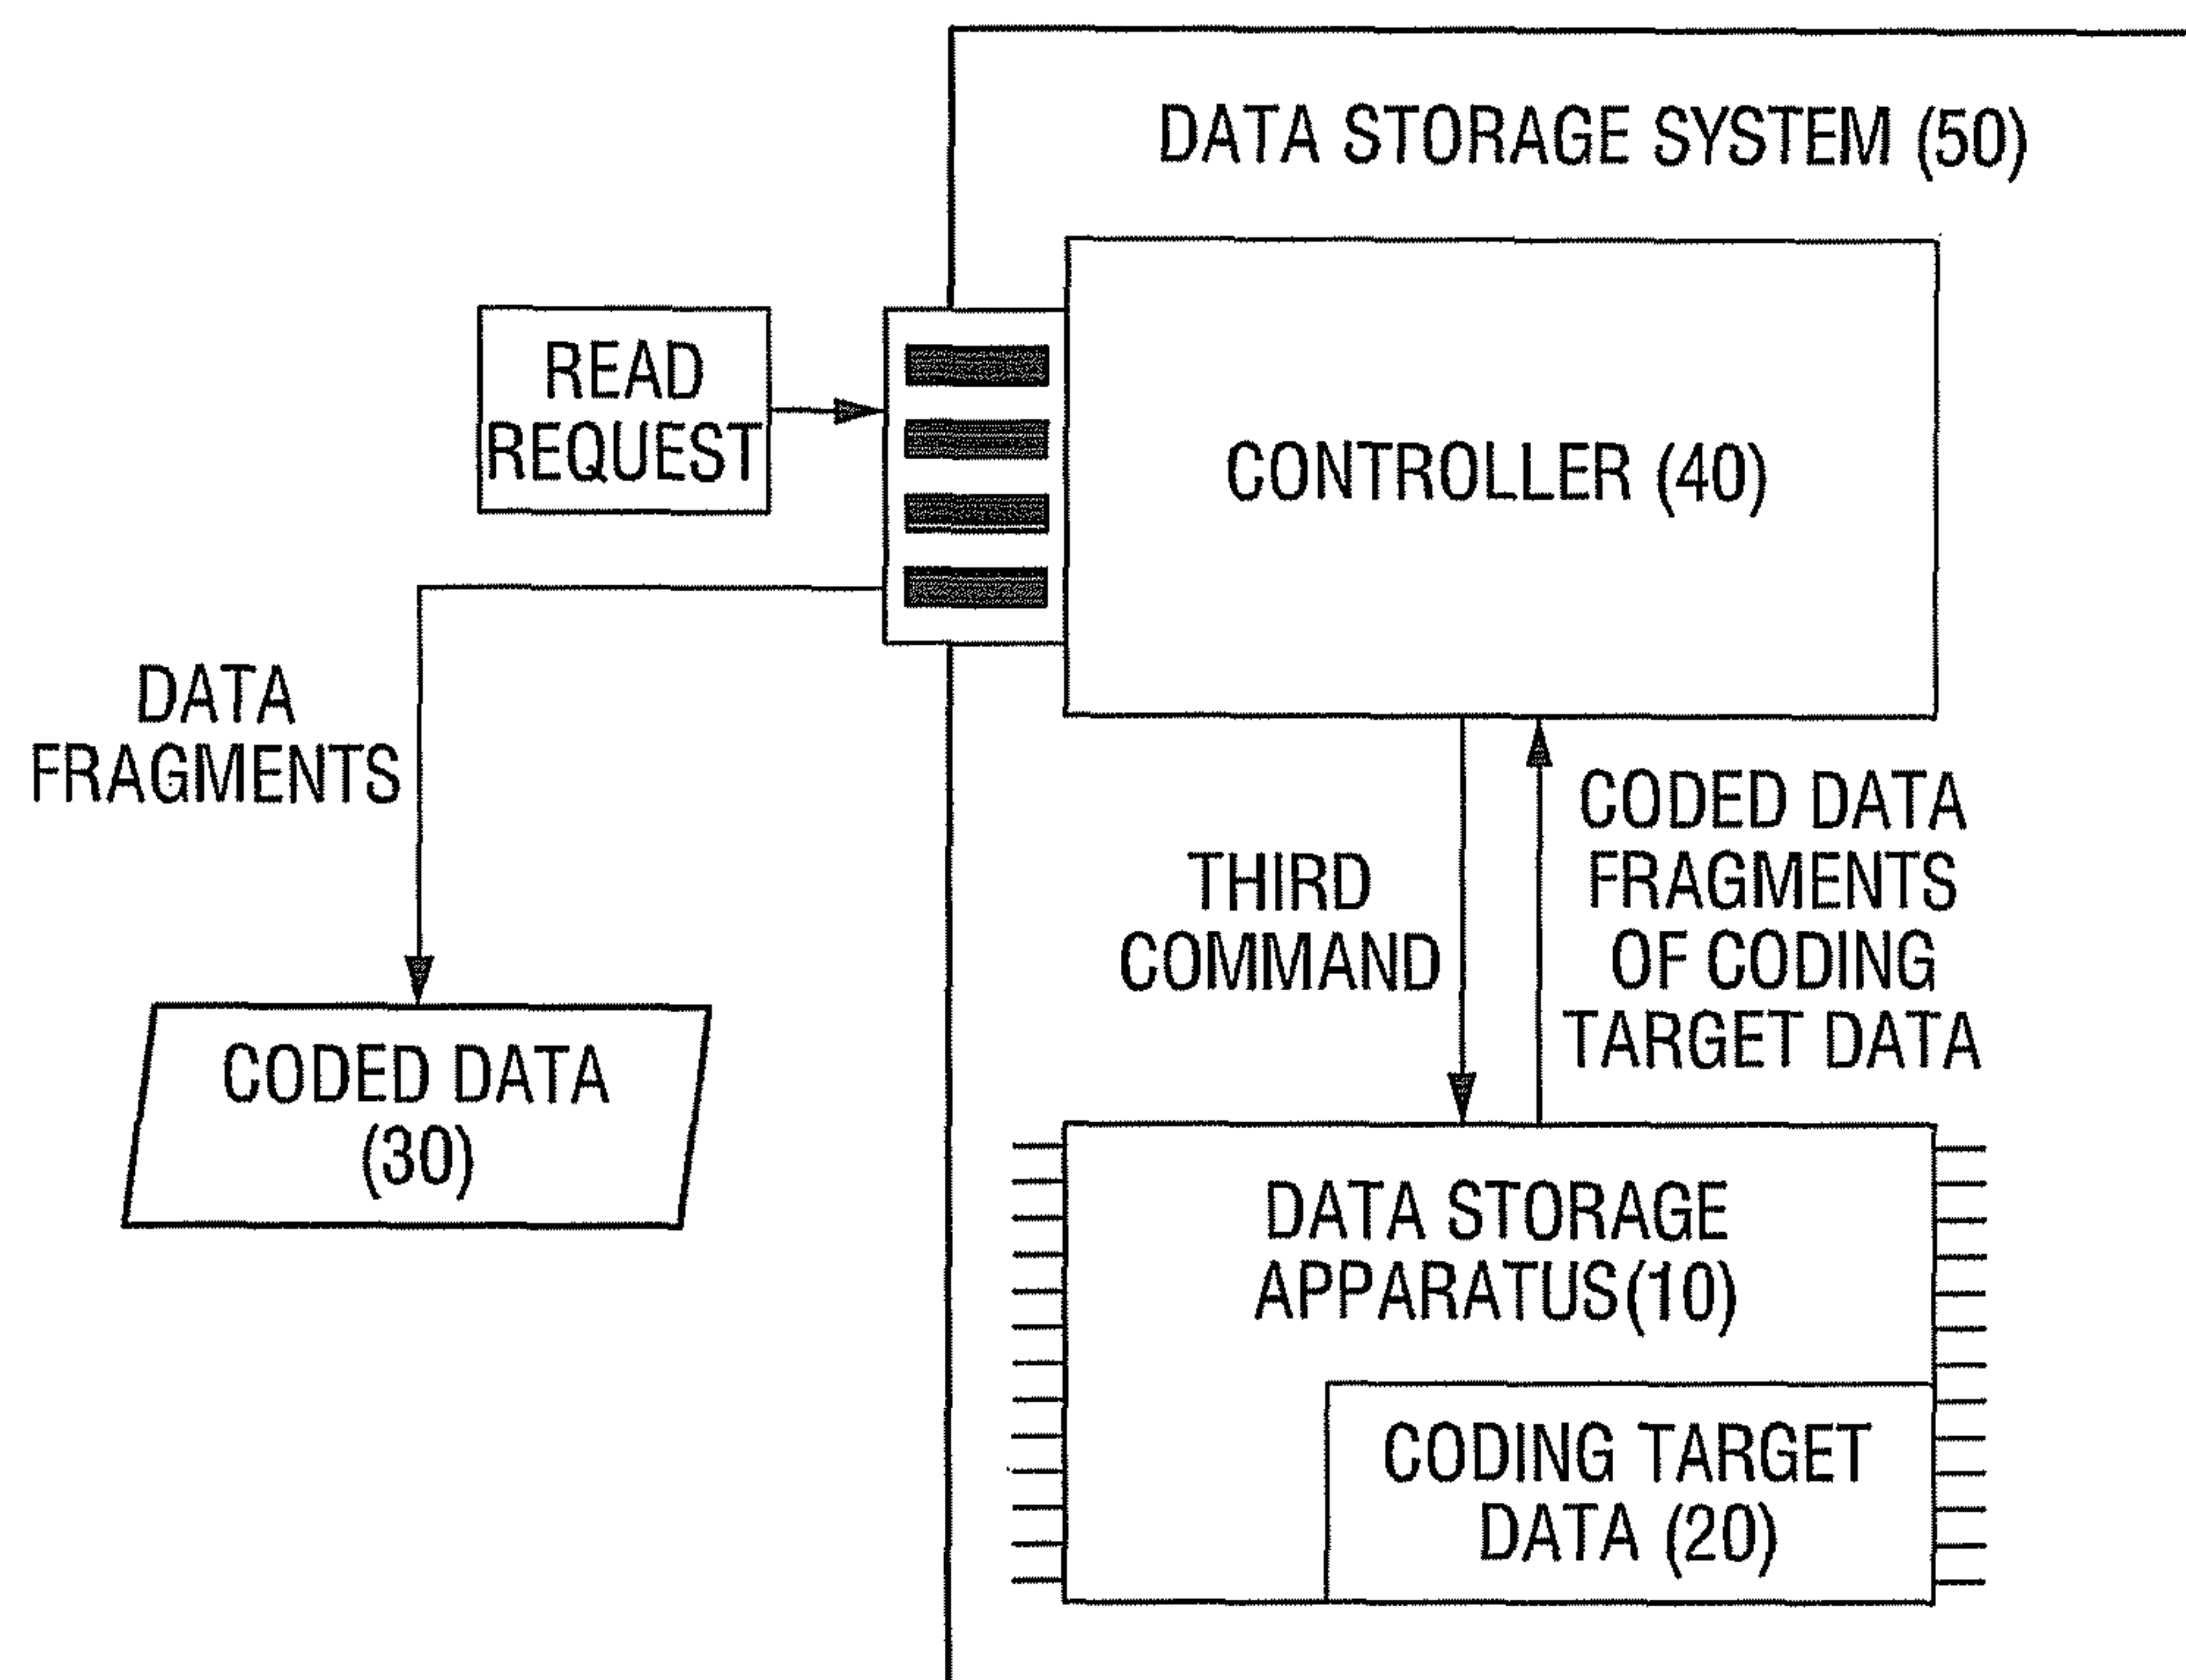 DATA STORAGE SYSTEM (50)
READ
REQUEST
CONTROLLER (40)
DATA
FRAGMENTS
THIRD
COMMAND
CODED DATA
FRAGMENTS
OF CODING
TARGET DATA
CODED DATA
(30)
DATA STORAGE
APPARATUS(10)
CODING TARGET
DATA (20)